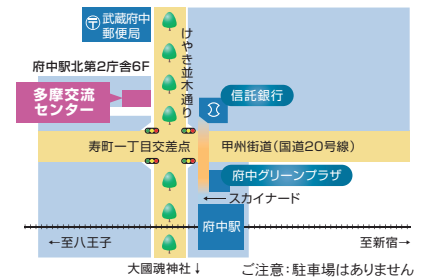 武蔵府中
郵便局
けやき並木通り
府中駅北第2庁舎6F
多摩交流
センター
信託銀行
寿町一丁目交差点
甲州街道(国道20号線)
府中グリーンプラザ
←スカイナード
府中駅
←至八王子
至新宿→
大國魂神社↓
ご注意:駐車場はありません